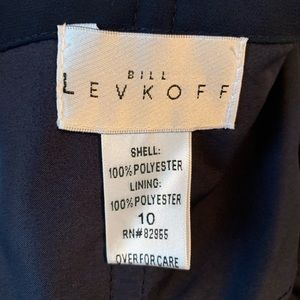 BILL
LEVKOFF
SHELL:
100% POLYESTER
LINING:
100% POLYESTER
10
RN# 82955
OVER FOR CARE